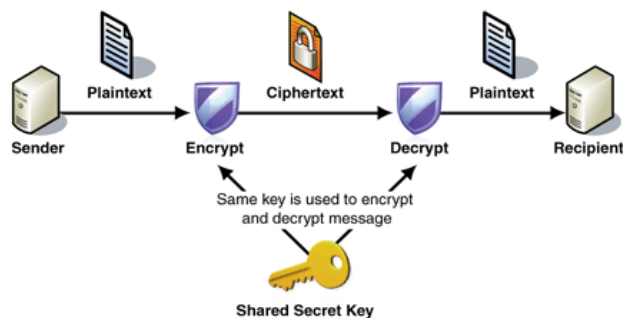 Plaintext
Ciphertext
Plaintext
Sender
Encrypt
Decrypt
Recipient
Same key is used to encrypt
and decrypt message
Shared Secret Key